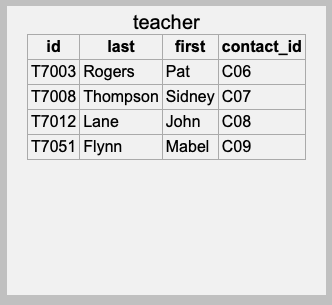 teacher
id last first contact_id
T7003 Rogers Pat C06
T7008 Thompson Sidney C07
T7012 Lane John C08
T7051 Flynn Mabel C09